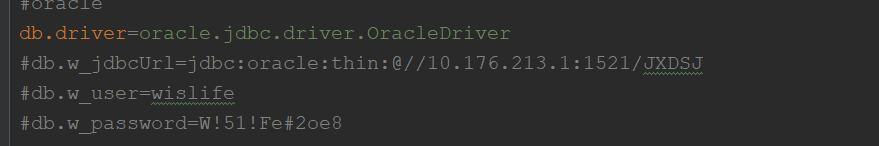 #oracle
db.driver=oracle.jdbc.driver.OracleDriver
#db.w_jdbcUrl=jdbc:oracle:thin:@//10.176.213.1:1521/JXDSJ
#db.w_user=wislife
#db.w_password=W!51!Fe#2oe8